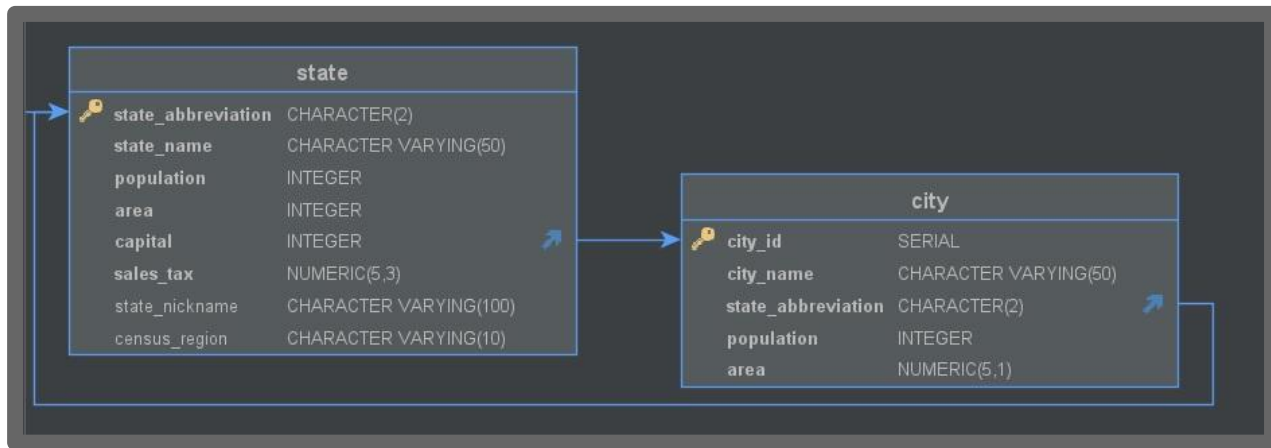 state
state_abbreviation CHARACTER(2)
state_name CHARACTER VARYING(50)
population INTEGER
area INTEGER
capital INTEGER
sales_tax NUMERIC(5,3)
state_nickname CHARACTER VARYING(100)
census_region CHARACTER VARYING(10)
city
city_id SERIAL
city_name CHARACTER VARYING(50)
state_abbreviation CHARACTER(2)
population INTEGER
area NUMERIC(5,1)